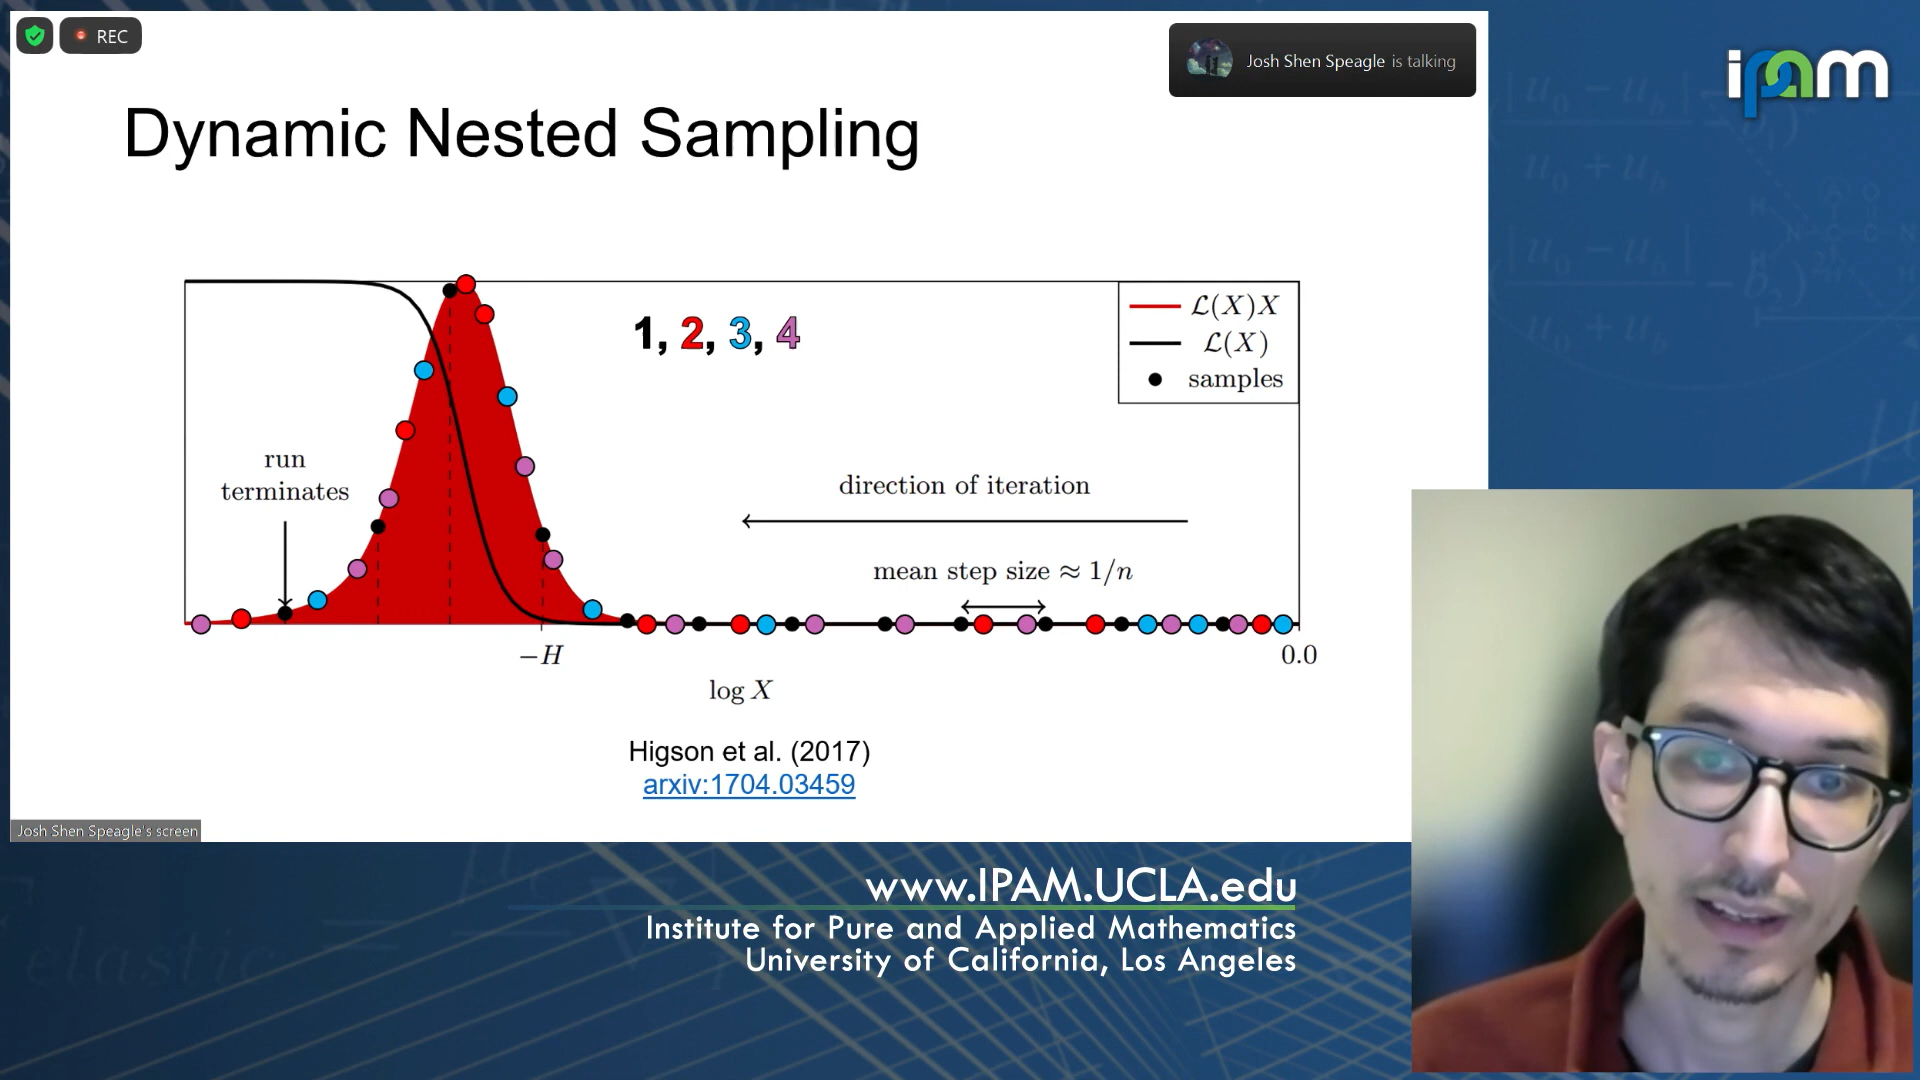 REC
Josh Shen Speagle is talking
ipam
Dynamic Nested Sampling
1, 2, 3, 4
ℒ(X)X
ℒ(X)
samples
run
terminates
direction of iteration
mean step size ≈ 1/n
−H
0.0
log X
Higson et al. (2017)
arxiv:1704.03459
Josh Shen Speagle's screen
www.IPAM.UCLA.edu
Institute for Pure and Applied Mathematics
University of California, Los Angeles
elastic